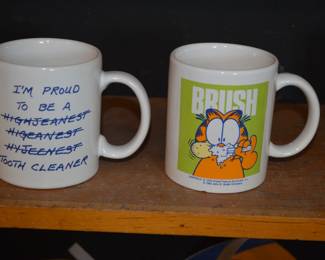 I'M PROUD
TO BE A
HIGHJEANEST
HIGEANEST
HYJEENEST
TOOTH CLEANER
BRUSH